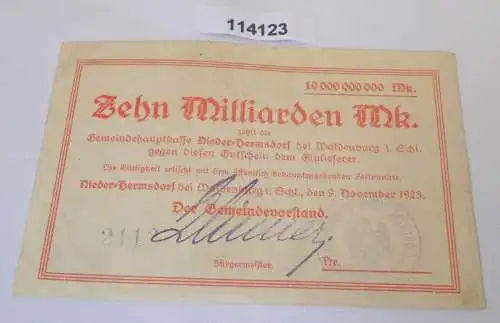 114123
10 000 000 000 Mk.
Zehn Milliarden Mk.
zahlt die
Gemeindehauptkasse Nieder-Hermsdorf bei Waldenburg i. Schl.
gegen diesen Gutschein dem Einlieferer.
Die Gültigkeit erlischt mit dem öffentlich bekanntzugebenden Zeitpunkte.
Nieder-Hermsdorf bei Waldenburg i. Schl., den 9. November 1923.
Der Gemeindevorstand.
Bürgermeister.